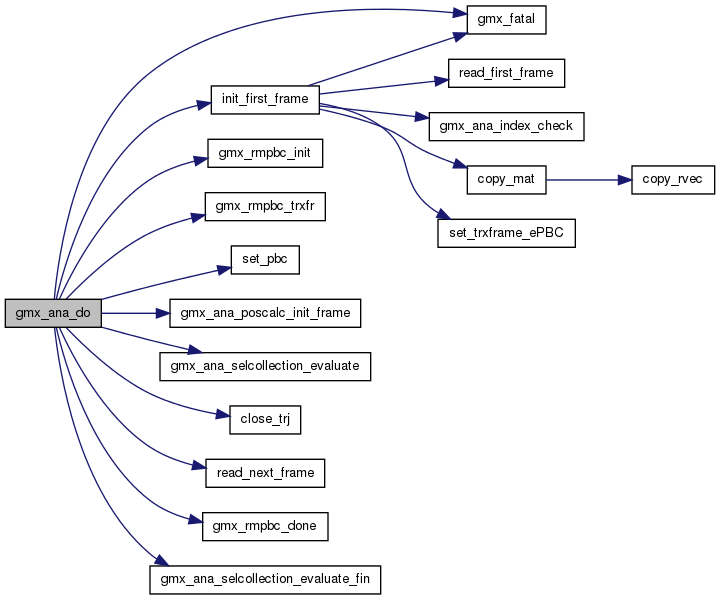 gmx_fatal
read_first_frame
init_first_frame
gmx_ana_index_check
gmx_rmpbc_init
copy_mat
copy_rvec
gmx_rmpbc_trxfr
set_trxframe_ePBC
set_pbc
gmx_ana_do
gmx_ana_poscalc_init_frame
gmx_ana_selcollection_evaluate
close_trj
read_next_frame
gmx_rmpbc_done
gmx_ana_selcollection_evaluate_fin